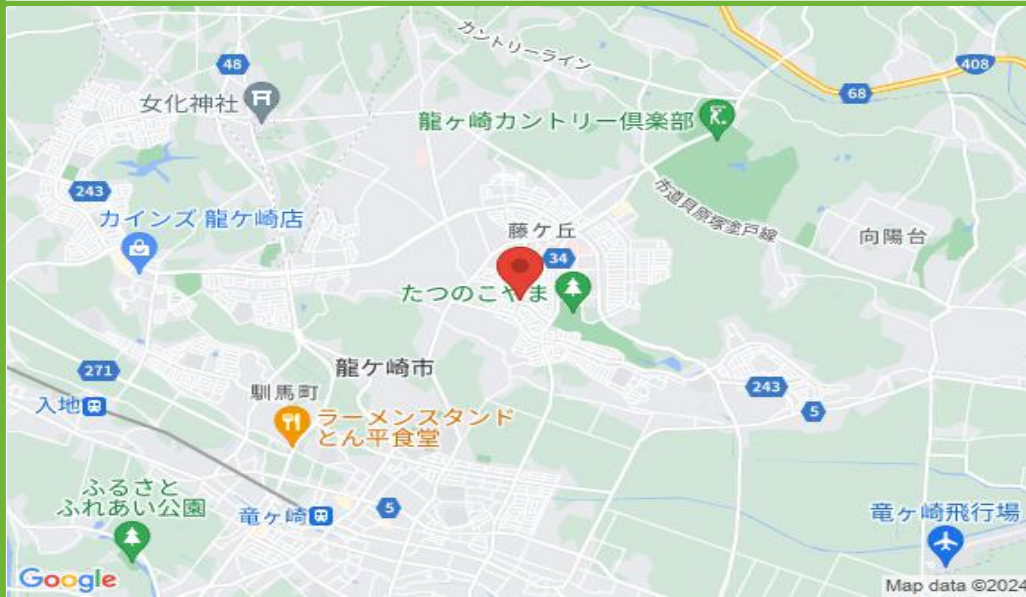 カントリーライン
408
48
68
女化神社
龍ヶ崎カントリー倶楽部
243
市道貝原塚塗戸線
カインズ 龍ケ崎店
藤ケ丘
向陽台
34
たつのこやま
271
龍ケ崎市
243
馴馬町
5
入地
ラーメンスタンド
とん平食堂
ふるさと
ふれあい公園
竜ヶ崎
5
竜ヶ崎飛行場
Google
Map data ©2024